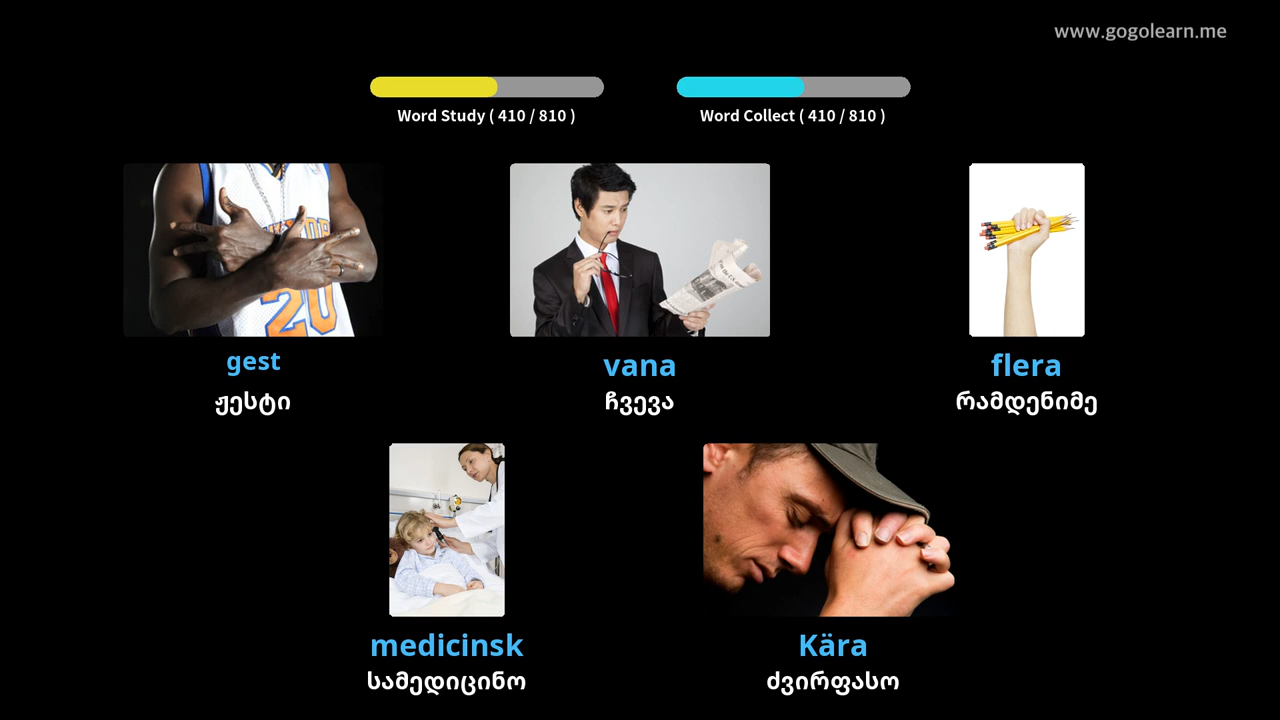 www.gogolearn.me
Word Study ( 410 / 810 )
Word Collect ( 410 / 810 )
20
gest
ჟესტი
vana
ჩვევა
flera
რამდენიმე
medicinsk
სამედიცინო
Kära
ძვირფასო